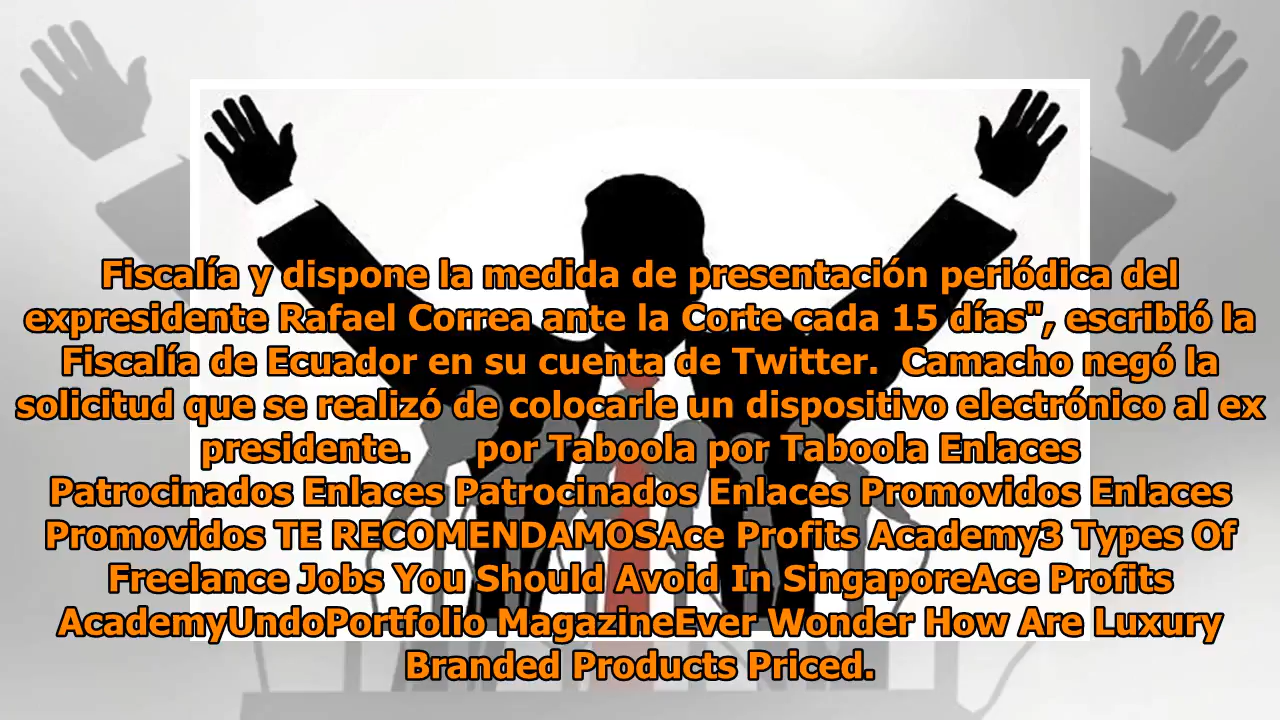 Fiscalía y dispone la medida de presentación periódica del
expresidente Rafael Correa ante la Corte cada 15 días", escribió la
Fiscalía de Ecuador en su cuenta de Twitter.  Camacho negó la
solicitud que se realizó de colocarle un dispositivo electrónico al ex
presidente.      por Taboola por Taboola Enlaces
Patrocinados Enlaces Patrocinados Enlaces Promovidos Enlaces
Promovidos TE RECOMENDAMOSAce Profits Academy3 Types Of
Freelance Jobs You Should Avoid In SingaporeAce Profits
AcademyUndoPortfolio MagazineEver Wonder How Are Luxury
Branded Products Priced.